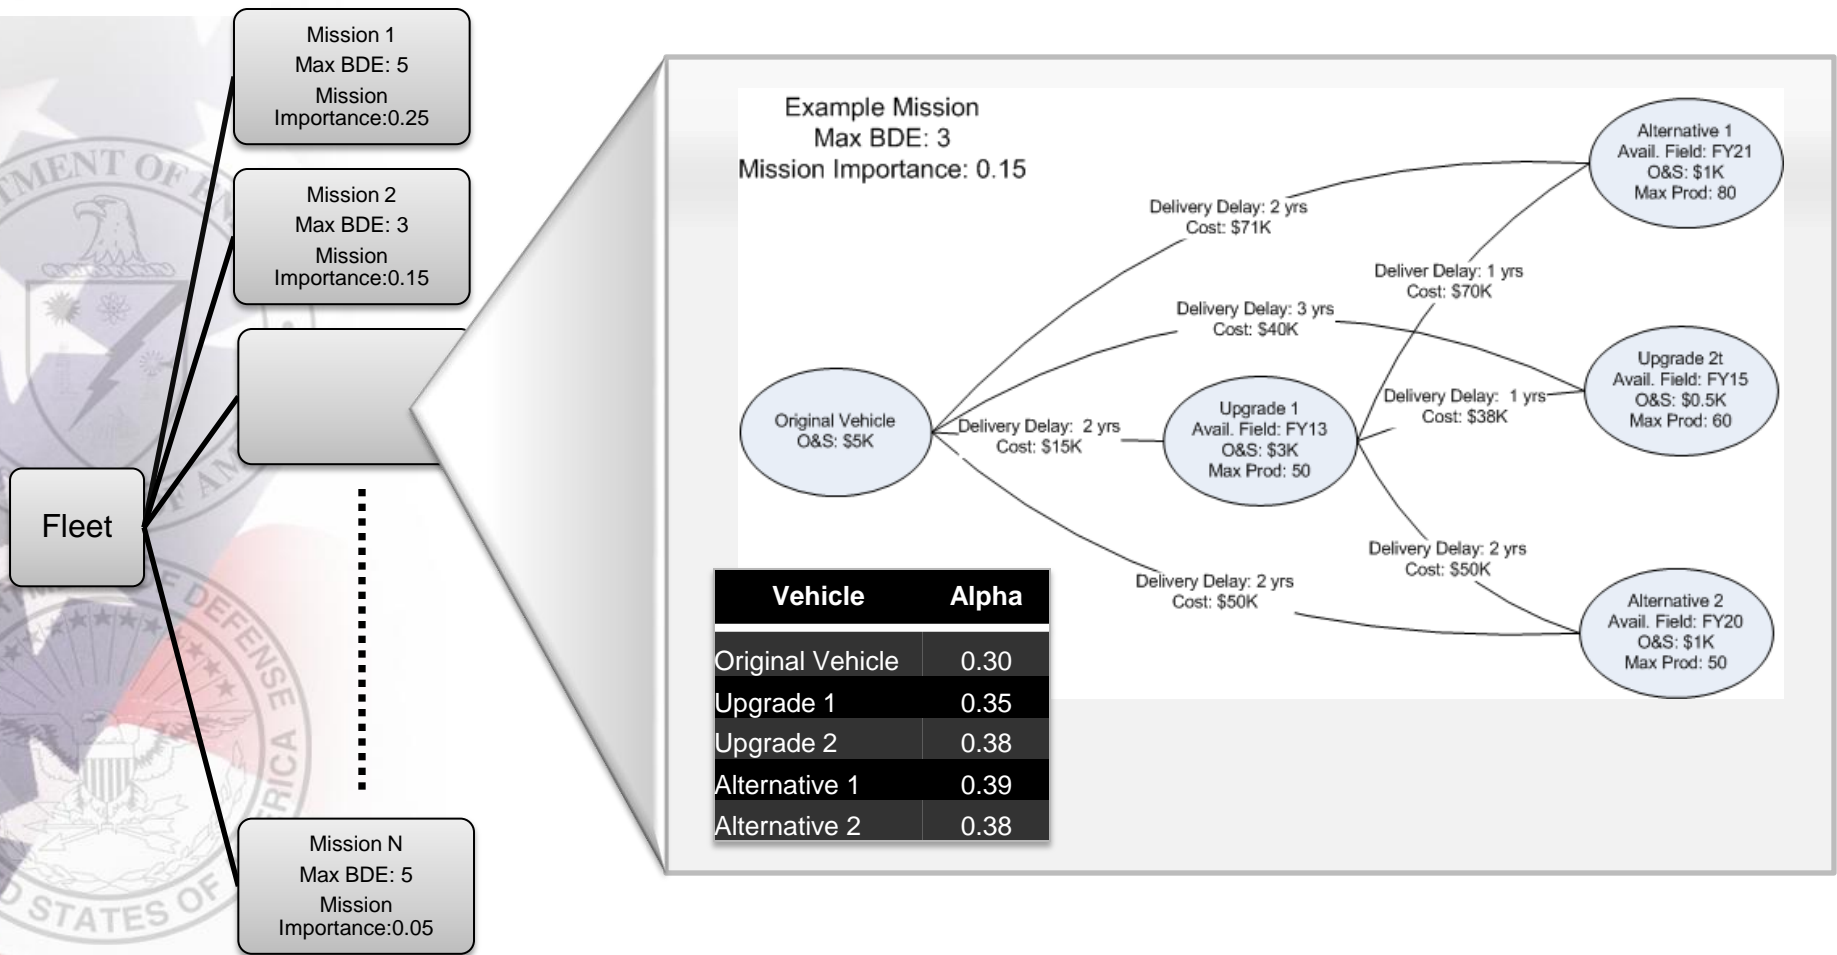 Mission 1
Max BDE: 5
Mission
Importance:0.25
Mission 2
Max BDE: 3
Mission
Importance:0.15
Fleet
Mission N
Max BDE: 5
Mission
Importance:0.05
Example Mission
Max BDE: 3
Mission Importance: 0.15
Alternative 1
Avail. Field: FY21
O&S: $1K
Max Prod: 80
Delivery Delay: 2 yrs
Cost: $71K
Deliver Delay: 1 yrs
Cost: $70K
Delivery Delay: 3 yrs
Cost: $40K
Upgrade 2t
Avail. Field: FY15
O&S: $0.5K
Max Prod: 60
Original Vehicle
O&S: $5K
Delivery Delay: 2 yrs
Cost: $15K
Upgrade 1
Avail. Field: FY13
O&S: $3K
Max Prod: 50
Delivery Delay: 1 yrs
Cost: $38K
Delivery Delay: 2 yrs
Cost: $50K
Delivery Delay: 2 yrs
Cost: $50K
Alternative 2
Avail. Field: FY20
O&S: $1K
Max Prod: 50
Vehicle Alpha
Original Vehicle 0.30
Upgrade 1 0.35
Upgrade 2 0.38
Alternative 1 0.39
Alternative 2 0.38